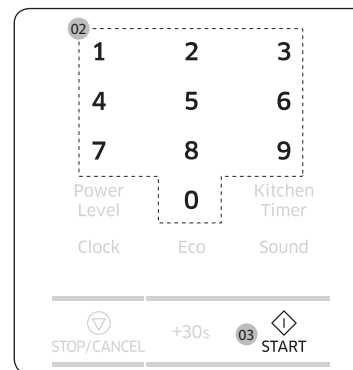 02
1 2 3
4 5 6
7 8 9
Power Level 0 Kitchen Timer
Clock Eco Sound
STOP/CANCEL +30s 03 START